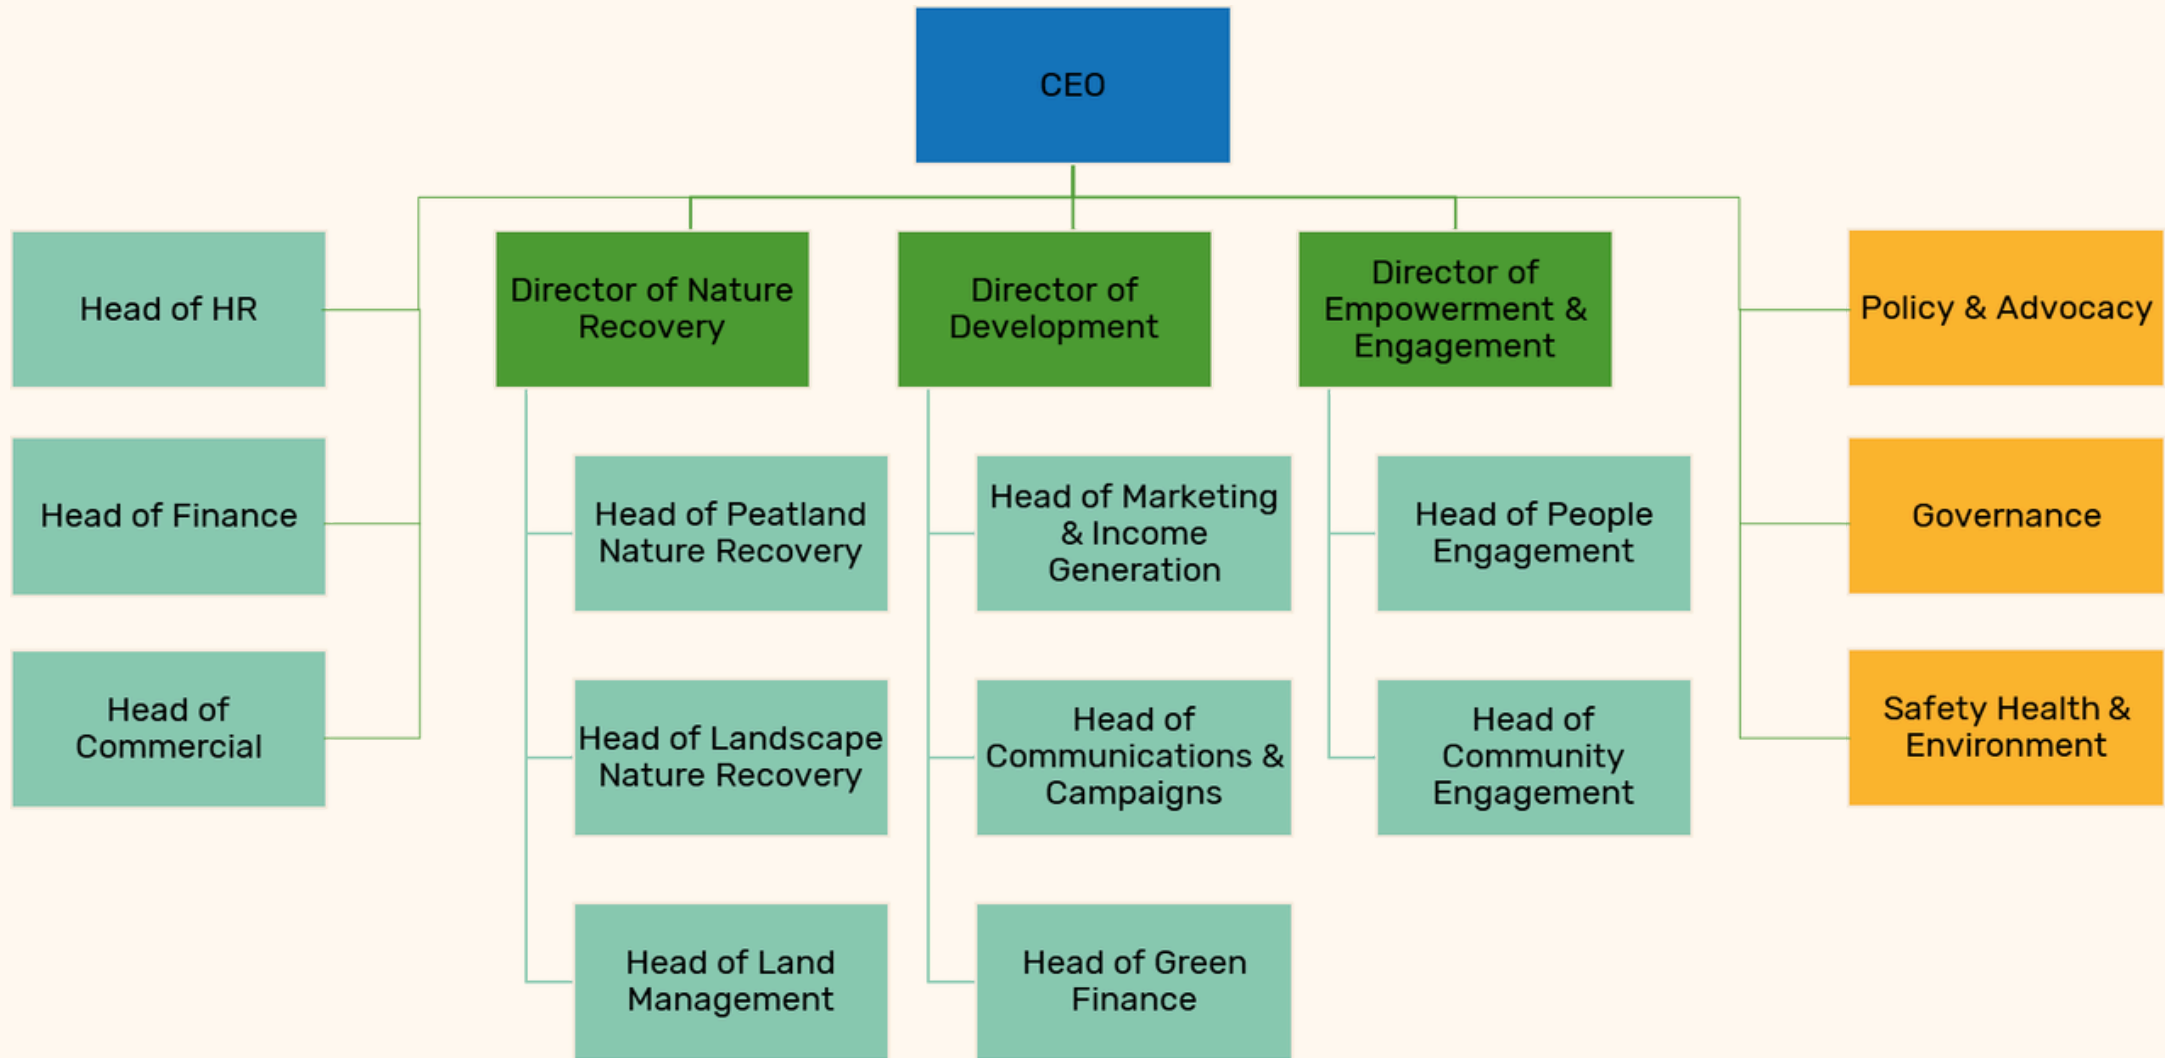 CEO
Head of HR
Director of Nature
Recovery
Director of
Development
Director of
Empowerment &
Engagement
Policy & Advocacy
Head of Finance
Head of Peatland
Nature Recovery
Head of Marketing
& Income
Generation
Head of People
Engagement
Governance
Head of
Commercial
Head of Landscape
Nature Recovery
Head of
Communications &
Campaigns
Head of
Community
Engagement
Safety Health &
Environment
Head of Land
Management
Head of Green
Finance